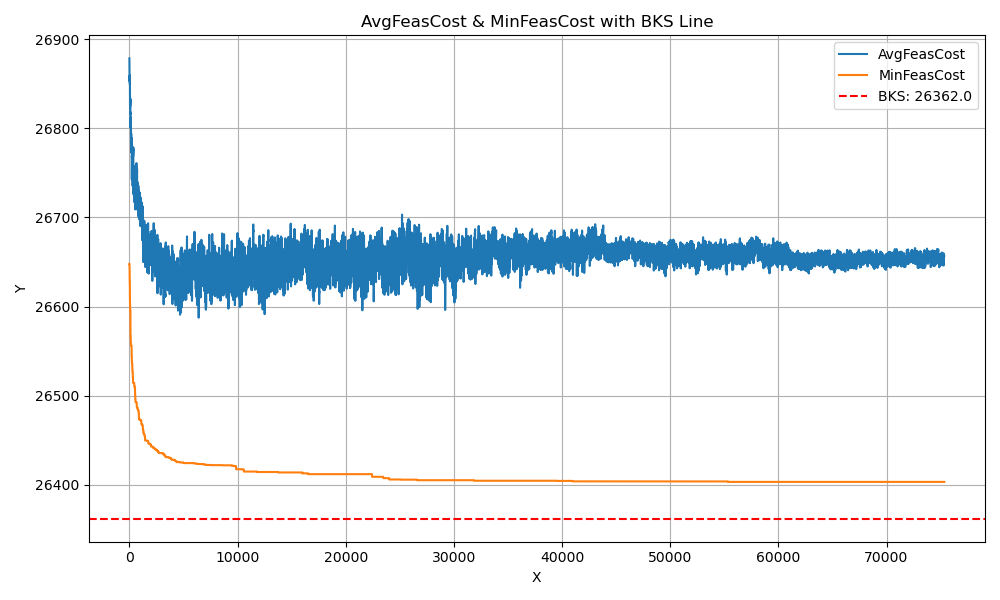 AvgFeasCost & MinFeasCost with BKS Line
26900
26800
26700
26600
26500
26400
Y
AvgFeasCost
MinFeasCost
BKS: 26362.0
0
10000
20000
30000
40000
50000
60000
70000
X